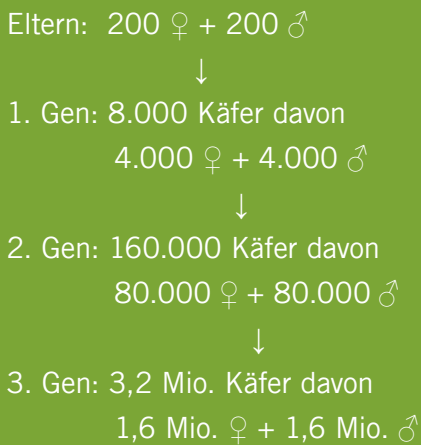 Eltern: 200 ♀ + 200 ♂
↓
1. Gen: 8.000 Käfer davon
4.000 ♀ + 4.000 ♂
↓
2. Gen: 160.000 Käfer davon
80.000 ♀ + 80.000 ♂
↓
3. Gen: 3,2 Mio. Käfer davon
1,6 Mio. ♀ + 1,6 Mio. ♂